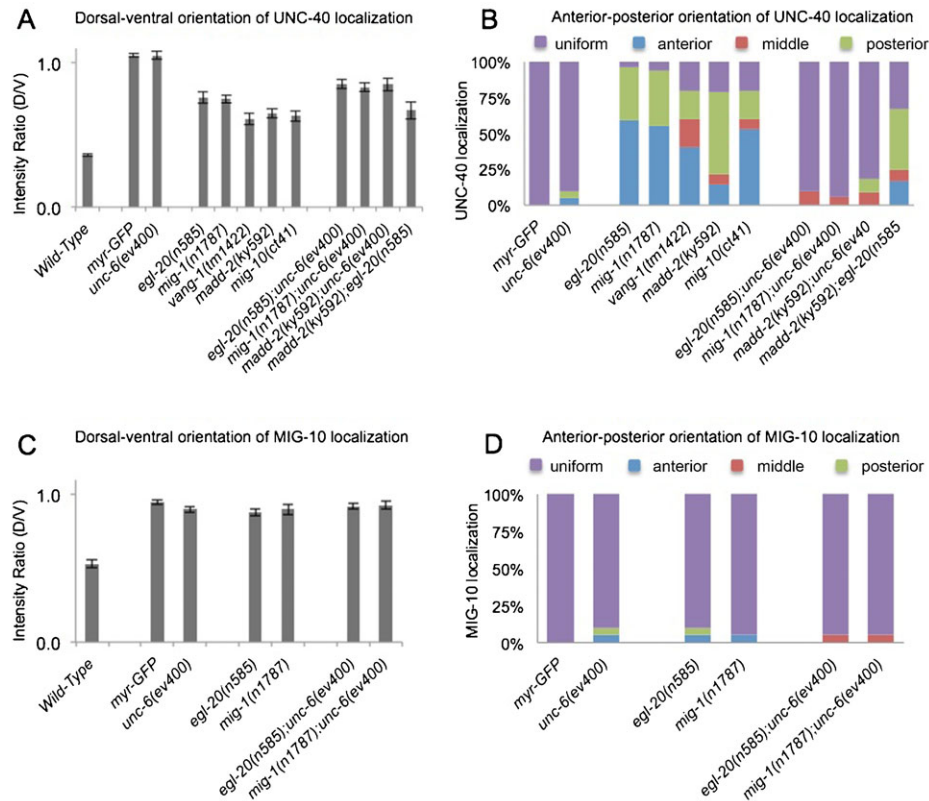 A
Dorsal-ventral orientation of UNC-40 localization
Intensity Ratio (D/V)
1.0
0.0
Wild-Type
myr-GFP
unc-6(ev400)
egl-20(n585)
mig-1(n1787)
vang-1(tm1422)
madd-2(ky592)
mig-10(ct41)
egl-20(n585);unc-6(ev400)
mig-1(n1787);unc-6(ev400)
madd-2(ky592);unc-6(ev400)
madd-2(ky592);egl-20(n585)
B
Anterior-posterior orientation of UNC-40 localization
uniform anterior middle posterior
UNC-40 localization
100%
75%
50%
25%
0%
myr-GFP
unc-6(ev400)
egl-20(n585)
mig-1(n1787)
vang-1(tm1422)
madd-2(ky592)
mig-10(ct41)
egl-20(n585);unc-6(ev400)
mig-1(n1787);unc-6(ev400)
madd-2(ky592);unc-6(ev40
madd-2(ky592);egl-20(n585
C
Dorsal-ventral orientation of MIG-10 localization
Intensity Ratio (D/V)
1.0
0.0
Wild-Type
myr-GFP
unc-6(ev400)
egl-20(n585)
mig-1(n1787)
egl-20(n585);unc-6(ev400)
mig-1(n1787);unc-6(ev400)
D
Anterior-posterior orientation of MIG-10 localization
uniform anterior middle posterior
MIG-10 localization
100%
75%
50%
25%
0%
myr-GFP
unc-6(ev400)
egl-20(n585)
mig-1(n1787)
egl-20(n585);unc-6(ev400)
mig-1(n1787);unc-6(ev400)